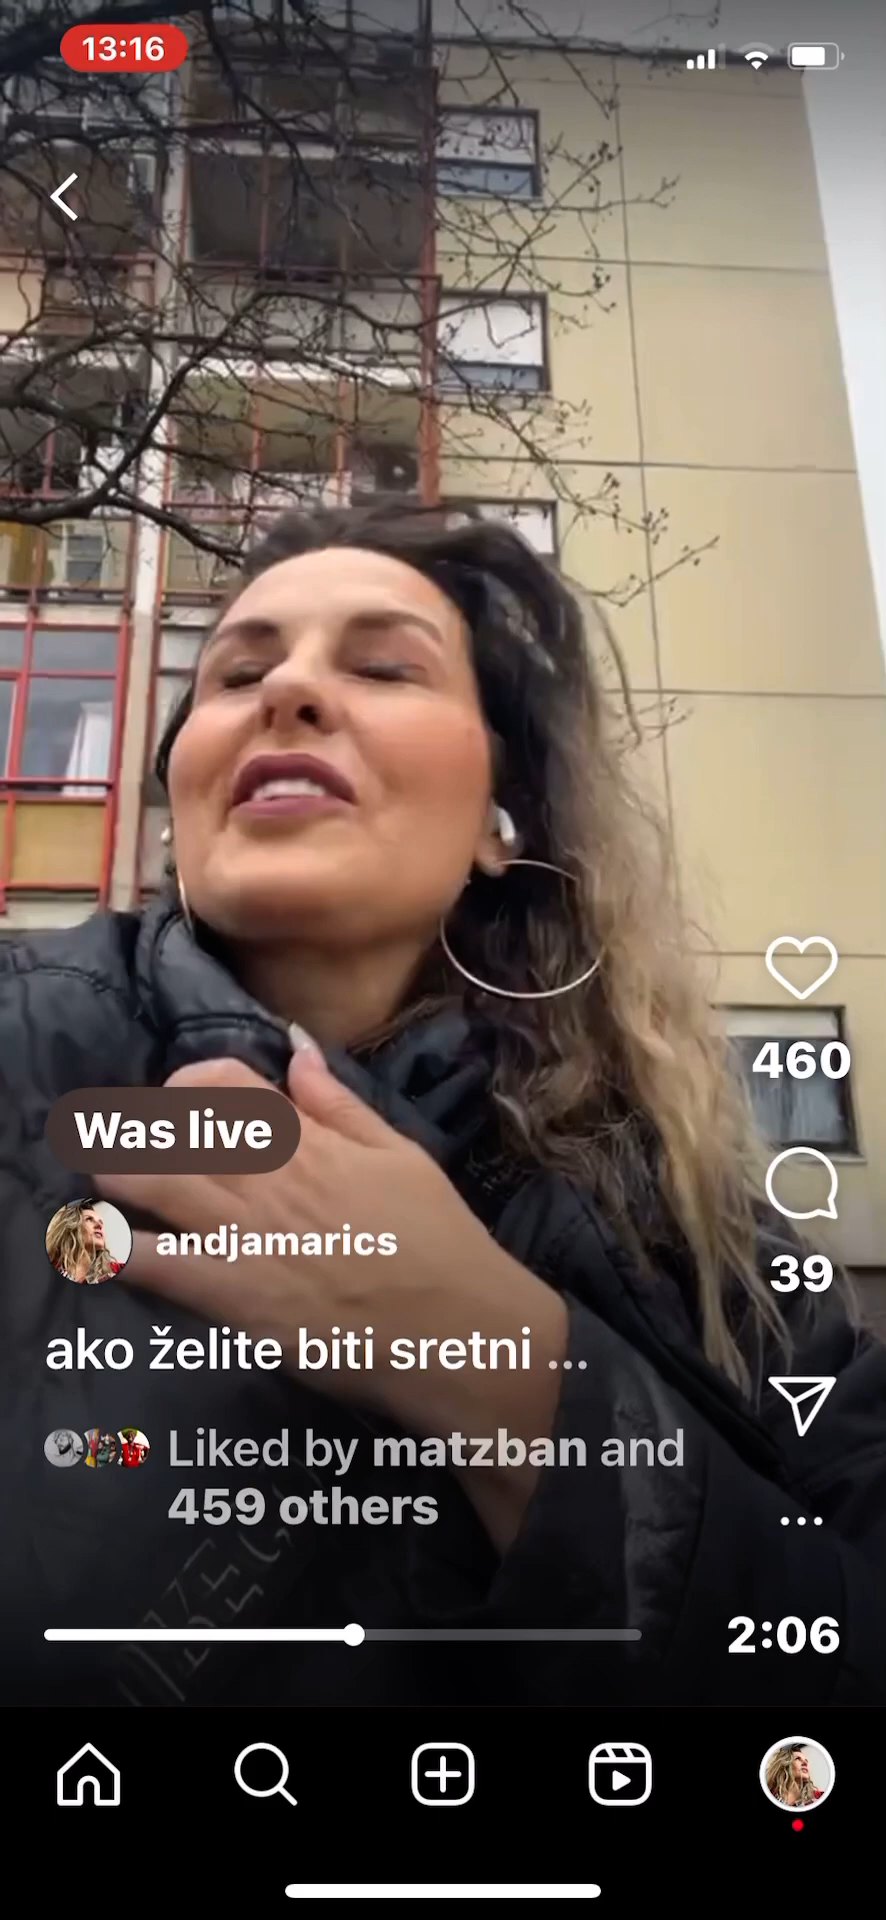 13:16
Was live
andjamarics
ako želite biti sretni ...
Liked by matzban and
459 others
460
39
2:06